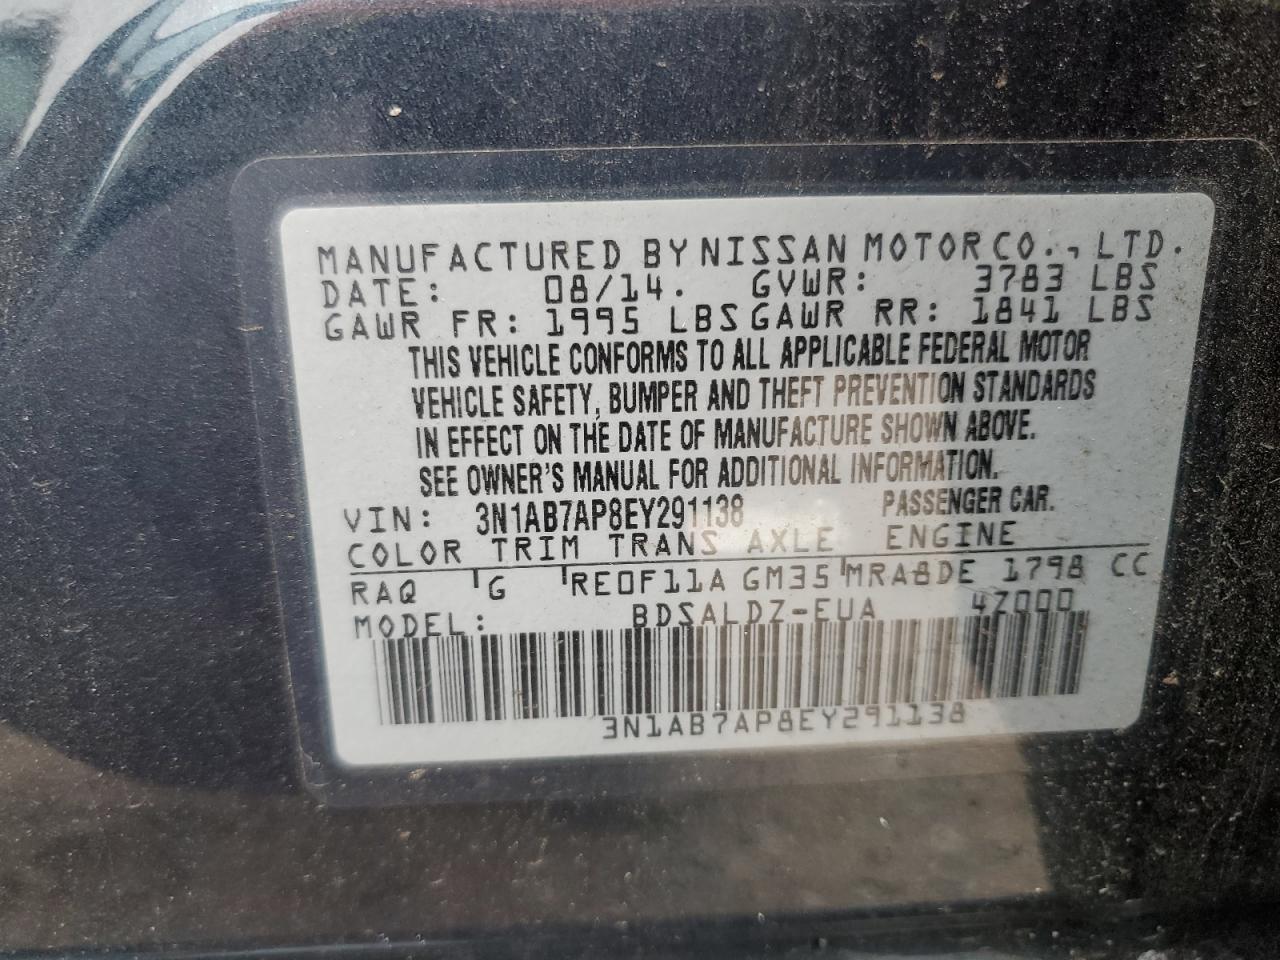 MANUFACTURED BY NISSAN MOTOR CO., LTD.
DATE: 08/14. GVWR: 3783 LBS
GAWR FR: 1995 LBS GAWR RR: 1841 LBS
THIS VEHICLE CONFORMS TO ALL APPLICABLE FEDERAL MOTOR
VEHICLE SAFETY, BUMPER AND THEFT PREVENTION STANDARDS
IN EFFECT ON THE DATE OF MANUFACTURE SHOWN ABOVE.
SEE OWNER'S MANUAL FOR ADDITIONAL INFORMATION.
VIN: 3N1AB7AP8EY291138 PASSENGER CAR.
COLOR TRIM TRANS AXLE ENGINE
RAQ G RE0F11A GM35 MRA8DE 1798 CC
MODEL: BDSALDZ-EUA 4Z000
3N1AB7AP8EY291138